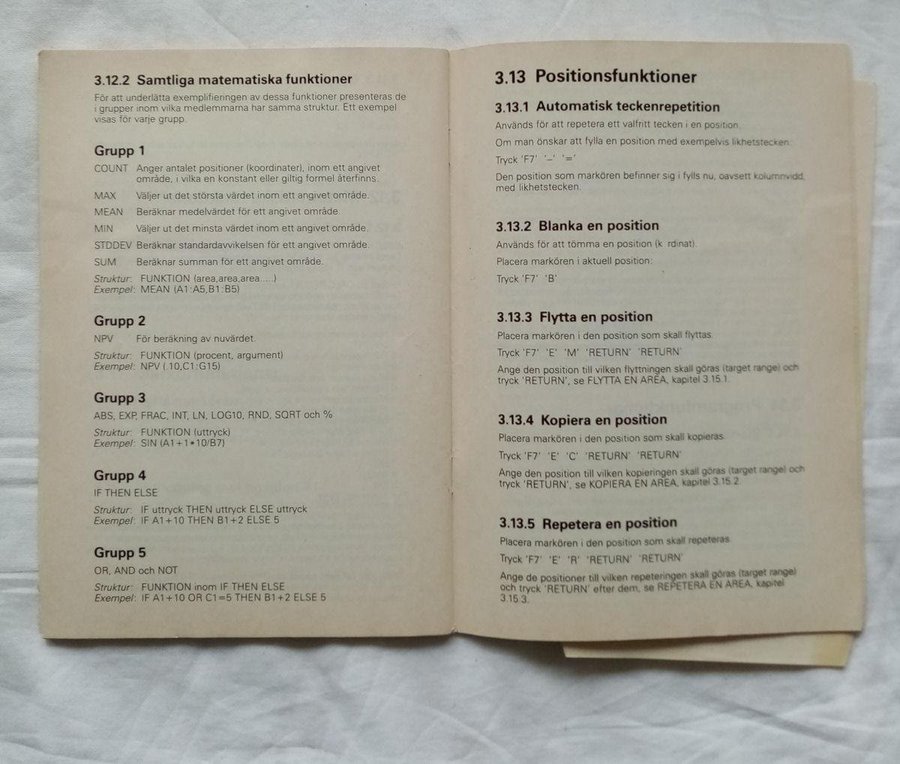 3.12.2 Samtliga matematiska funktioner
För att underlätta exemplifieringen av dessa funktioner presenteras de
i grupper inom vilka medlemmarna har samma struktur. Ett exempel
visas för varje grupp.
Grupp 1
COUNT Anger antalet positioner (koordinater), inom ett angivet
område, i vilka en konstant eller giltig formel återfinns.
MAX Väljer ut det största värdet inom ett angivet område.
MEAN Beräknar medelvärdet för ett angivet område
MIN Väljer ut det minsta värdet inom ett angivet område.
STDDEV Beräknar standardavvikelsen för ett angivet område.
SUM Beräknar summan för ett angivet område.
Struktur: FUNKTION (area,area,area.....)
Exempel: MEAN (A1:A5,B1:B5)
Grupp 2
NPV För beräkning av nuvärdet.
Struktur: FUNKTION (procent, argument)
Exempel: NPV (.10,C1:G15)
Grupp 3
ABS, EXP, FRAC, INT, LN, LOG10, RND, SQRT och %
Struktur: FUNKTION (uttryck)
Exempel: SIN (A1+1*10/B7)
Grupp 4
IF THEN ELSE
Struktur: IF uttryck THEN uttryck ELSE uttryck
Exempel: IF A1+10 THEN B1+2 ELSE 5
Grupp 5
OR, AND och NOT
Struktur: FUNKTION inom IF THEN ELSE
Exempel: IF A1+10 OR C1=5 THEN B1+2 ELSE 5
3.13 Positionsfunktioner
3.13.1 Automatisk teckenrepetition
Används för att repetera ett valfritt tecken i en position.
Om man önskar att fylla en position med exempelvis likhetstecken:
Tryck 'F7' '–' '='
Den position som markören befinner sig i fylls nu, oavsett kolumnvidd,
med likhetstecken.
3.13.2 Blanka en position
Används för att tömma en position (k rdinat).
Placera markören i aktuell position:
Tryck 'F7' 'B'
3.13.3 Flytta en position
Placera markören i den position som skall flyttas.
Tryck 'F7' 'E' 'M' 'RETURN' 'RETURN'
Ange den position till vilken flyttningen skall göras (target range) och
tryck 'RETURN', se FLYTTA EN AREA, kapitel 3.15.1.
3.13.4 Kopiera en position
Placera markören i den position som skall kopieras.
Tryck 'F7' 'E' 'C' 'RETURN' 'RETURN'
Ange den position till vilken kopieringen skall göras (target range) och
tryck 'RETURN', se KOPIERA EN AREA, kapitel 3.15.2.
3.13.5 Repetera en position
Placera markören i den position som skall repeteras.
Tryck 'F7' 'E' 'R' 'RETURN' 'RETURN'
Ange de positioner till vilken repeteringen skall göras (target range)
och tryck 'RETURN' efter dem, se REPETERA EN AREA, kapitel
3.15.3.